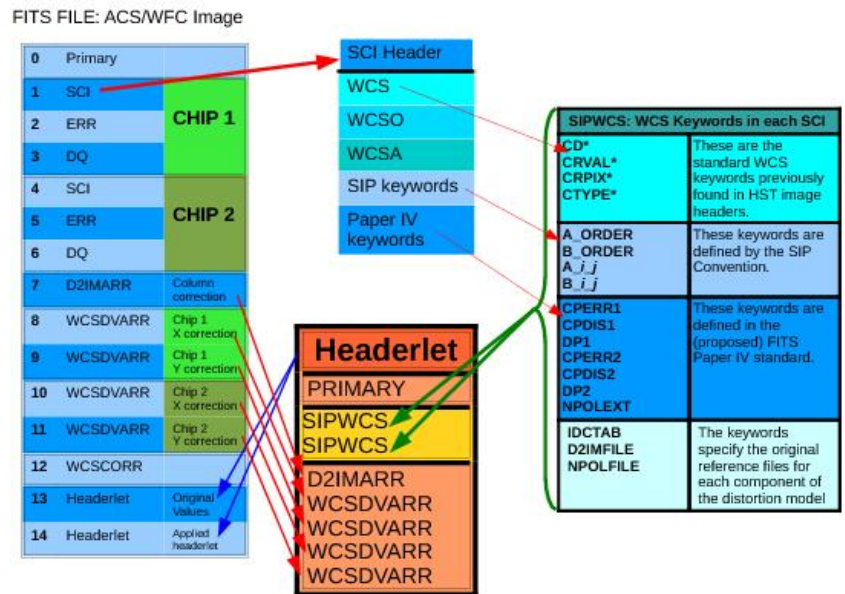 FITS FILE: ACS/WFC Image
0 Primary
1 SCI
2 ERR
3 DQ
CHIP 1
4 SCI
5 ERR
6 DQ
CHIP 2
7 D2IMARR Column
correction
8 WCSDVARR Chip 1
X correction
9 WCSDVARR Chip 1
Y correction
10 WCSDVARR Chip 2
X correction
11 WCSDVARR Chip 2
Y correction
12 WCSCORR
13 Headerlet Original
Values
14 Headerlet Applied
headerlet
SCI Header
WCS
WCSO
WCSA
SIP keywords
Paper IV
keywords
Headerlet
PRIMARY
SIPWCS
SIPWCS
D2IMARR
WCSDVARR
WCSDVARR
WCSDVARR
WCSDVARR
SIPWCS: WCS Keywords in each SCI
CD*
CRVAL*
CRPIX*
CTYPE*
These are the
standard WCS
keywords previously
found in HST image
headers.
A_ORDER
B_ORDER
A_i_j
B_i_j
These keywords are
defined by the SIP
Convention.
CPERR1
CPDIS1
DP1
CPERR2
CPDIS2
DP2
NPOLEXT
These keywords are
defined in the
(proposed) FITS
Paper IV standard.
IDCTAB
D2IMFILE
NPOLFILE
The keywords
specify the original
reference files for
each component of
the distortion model